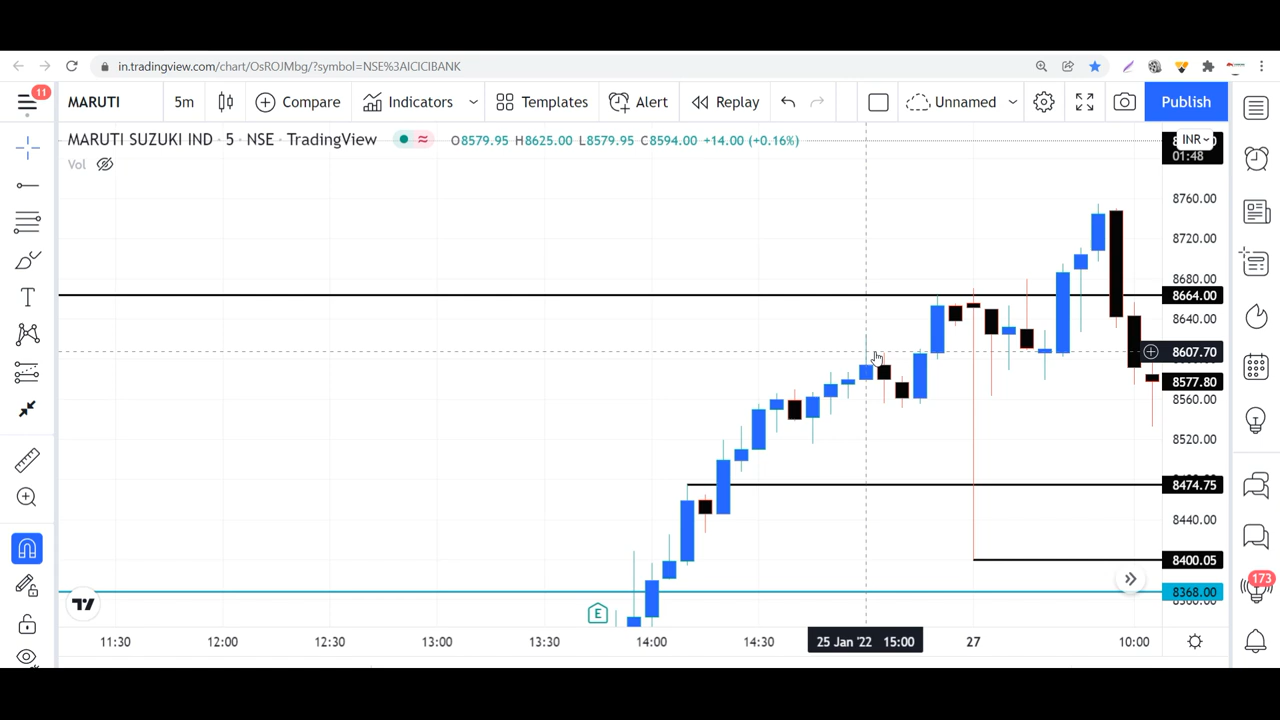 in.tradingview.com/chart/OsROJMbg/?symbol=NSE%3AICICIBANK
11
MARUTI 5m Compare Indicators Templates Alert Replay Unnamed Publish
MARUTI SUZUKI IND · 5 · NSE · TradingView O8579.95 H8625.00 L8579.95 C8594.00 +14.00 (+0.16%)
INR
01:48
Vol
8760.00
8720.00
8680.00
8664.00
8640.00
8607.70
8577.80
8560.00
8520.00
8474.75
8440.00
8400.05
173
8368.00
E
11:30 12:00 12:30 13:00 13:30 14:00 14:30 25 Jan '22 15:00 27 10:00